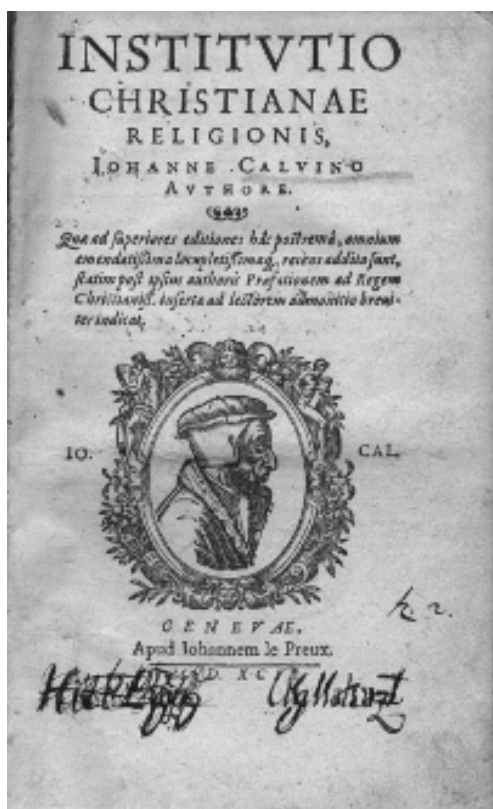 INSTITVTIO
CHRISTIANAE
RELIGIONIS,
IOHANNE CALVINO
AVTHORE.
Quæ ad superiores editiones hac postremâ, omnium
emendatissima locupletissimaq, recens addita sunt,
statim post ipsius authoris Præfationem ad Regem
Christianiss. inserta ad lectorem admonitio brevi-
ter indicat.
IO. CAL.
GENEVAE.
Apud Iohannem le Preux.
XC